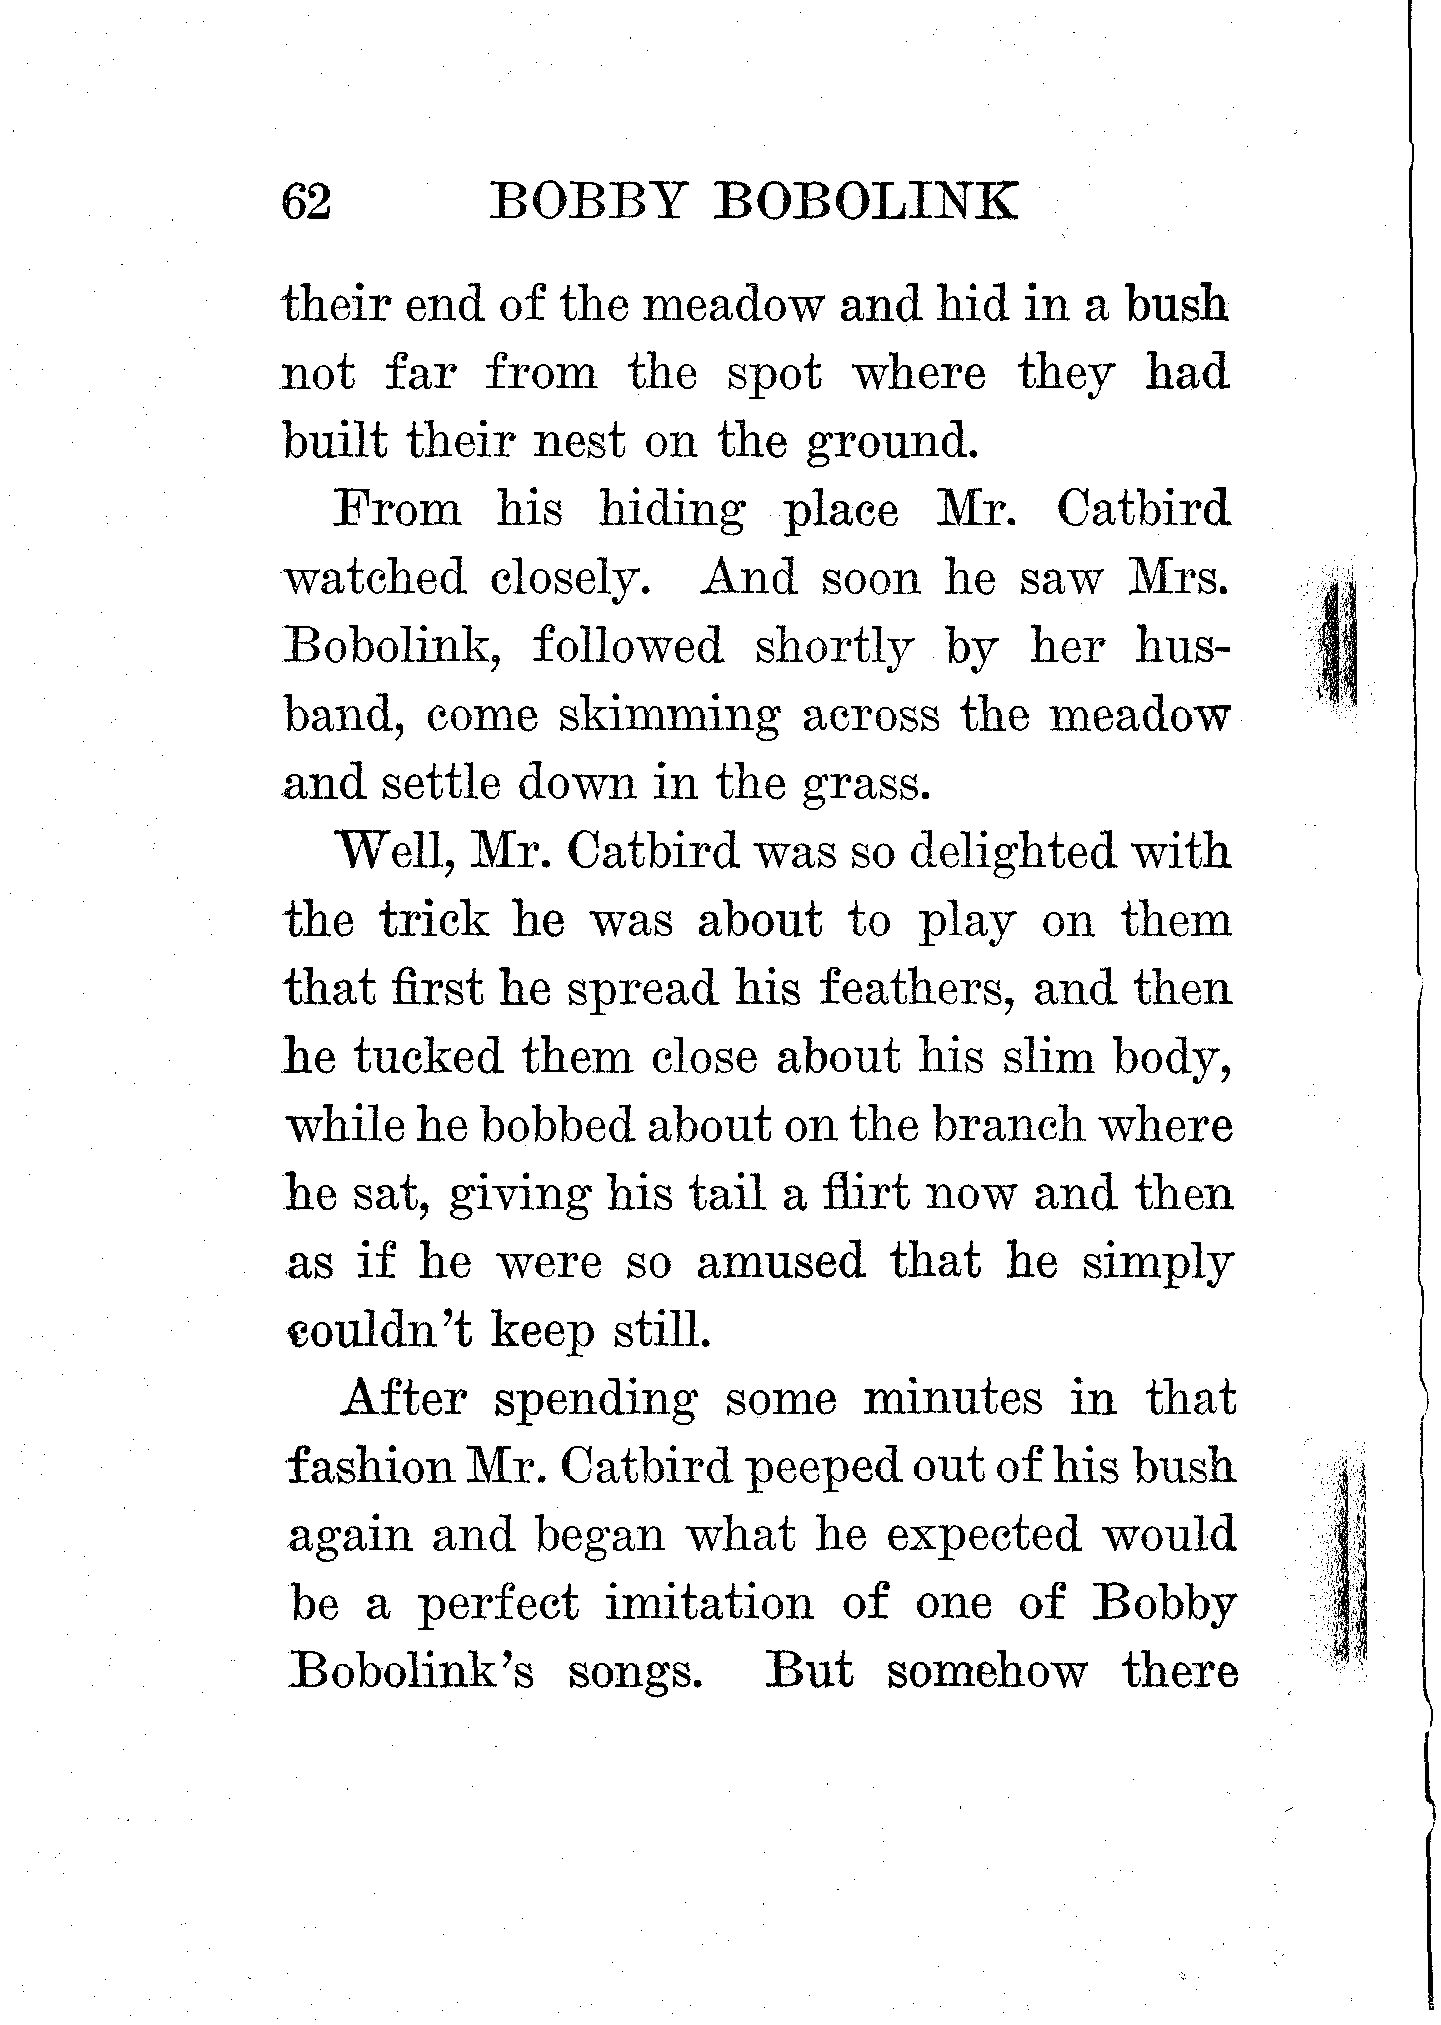 62 BOBBY BOBOLINK
their end of the meadow and hid in a bush
not far from the spot where they had
built their nest on the ground.
From his hiding place Mr. Catbird
watched closely. And soon he saw Mrs.
Bobolink, followed shortly by her hus-
band, come skimming across the meadow
and settle down in the grass.
Well, Mr. Catbird was so delighted with
the trick he was about to play on them
that first he spread his feathers, and then
he tucked them close about his slim body,
while he bobbed about on the branch where
he sat, giving his tail a flirt now and then
as if he were so amused that he simply
couldn't keep still.
After spending some minutes in that
fashion Mr. Catbird peeped out of his bush
again and began what he expected would
be a perfect imitation of one of Bobby
Bobolink's songs. But somehow there